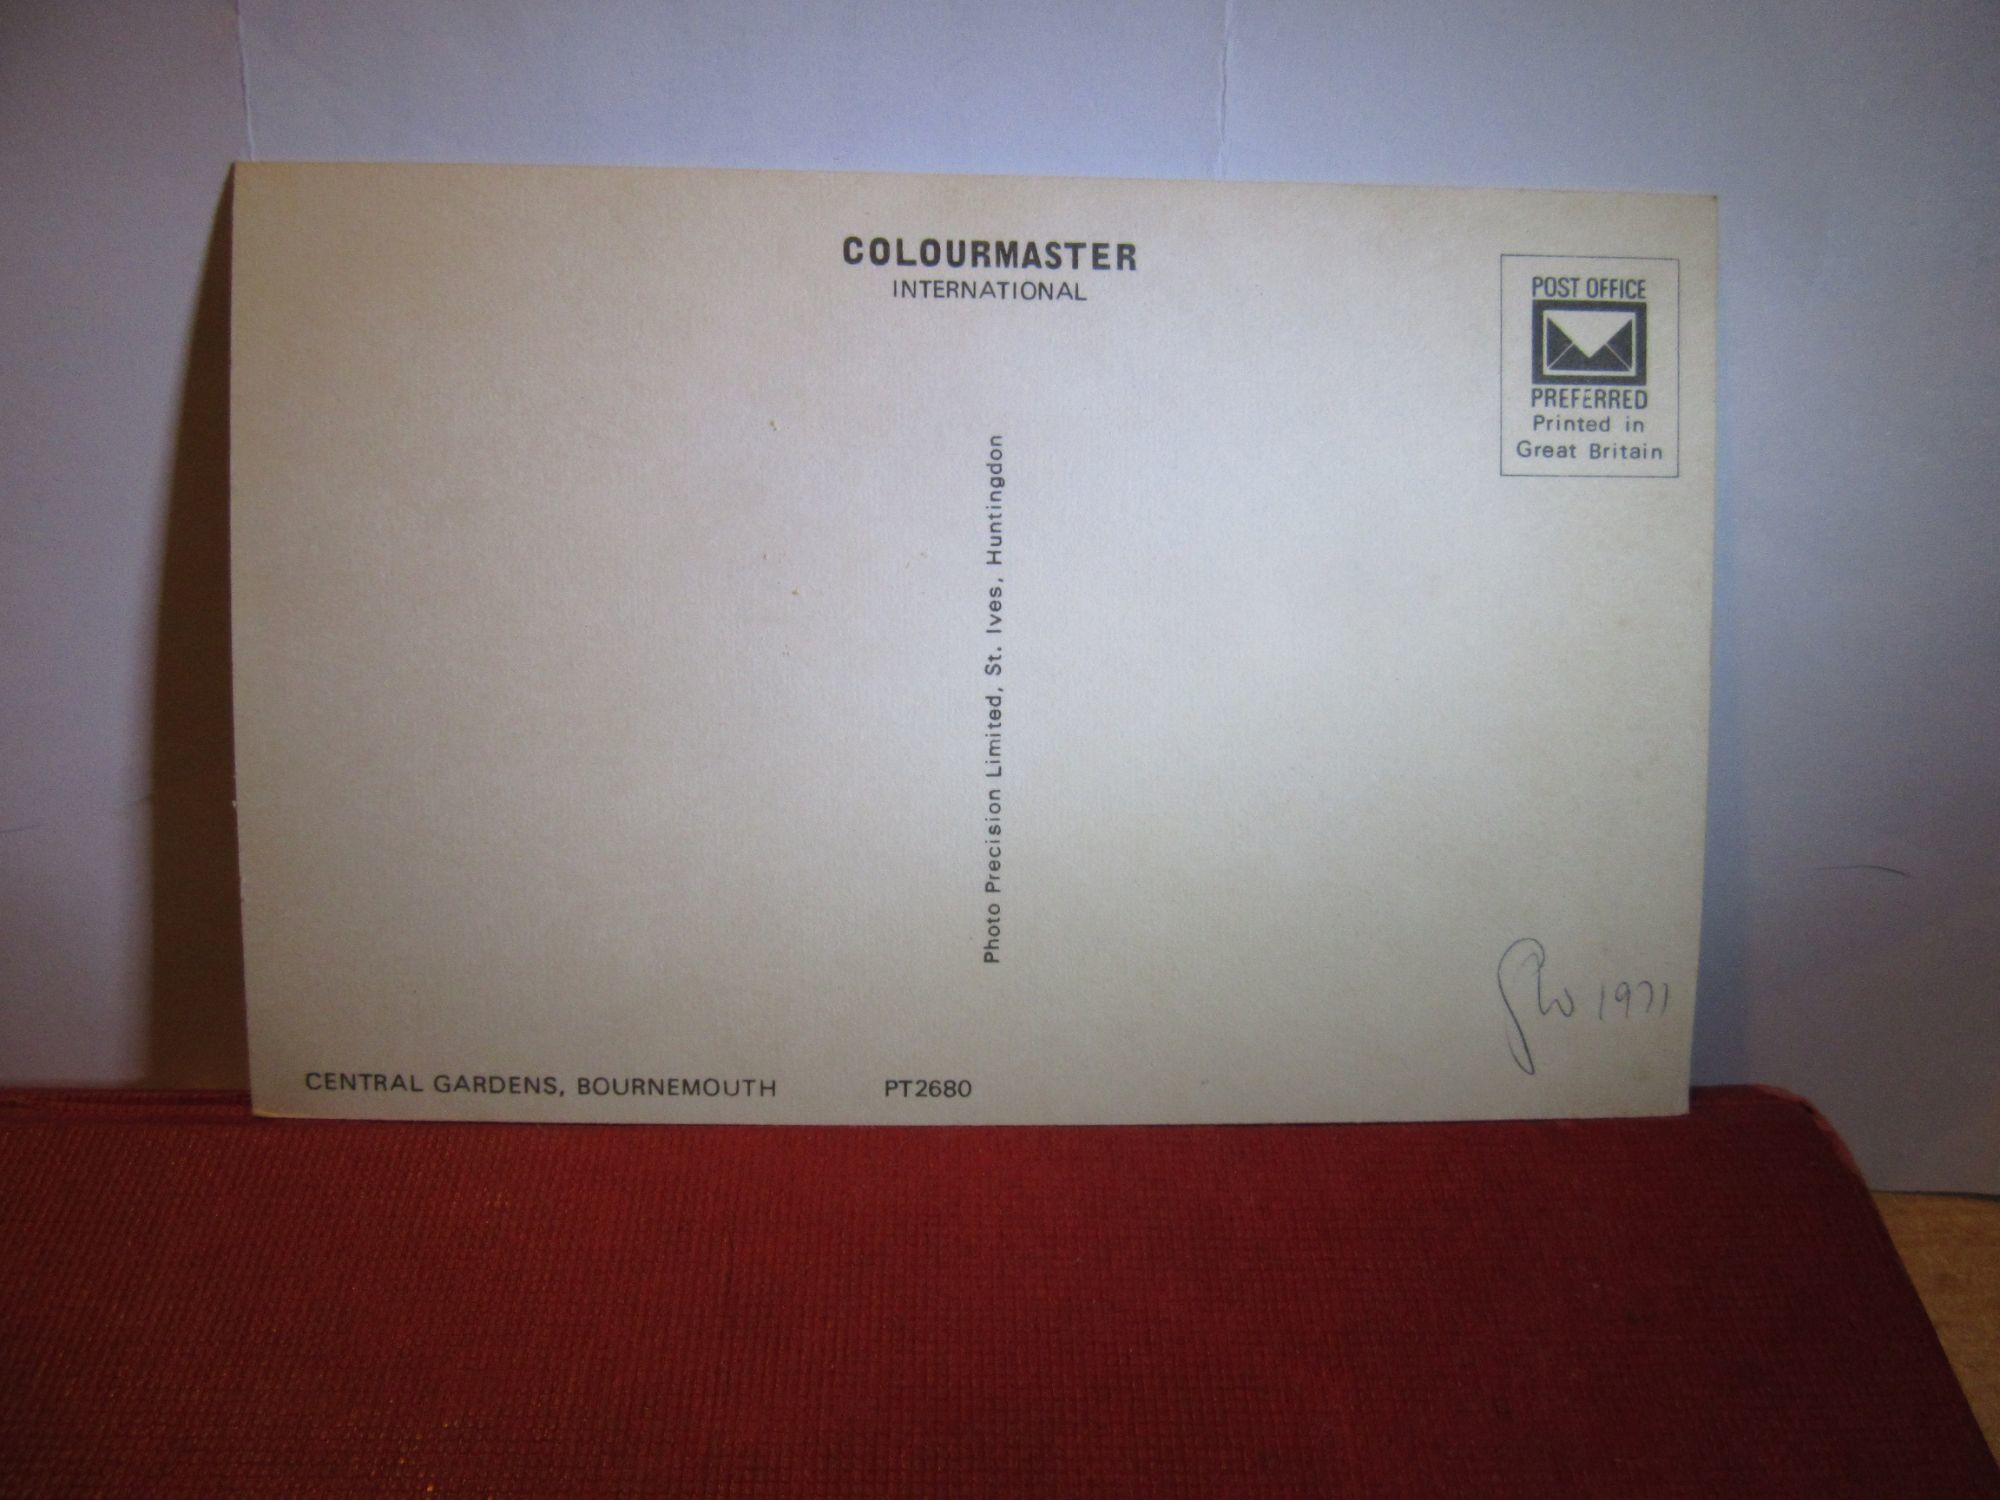 COLOURMASTER
INTERNATIONAL
POST OFFICE
PREFERRED
Printed in
Great Britain
Photo Precision Limited, St. Ives, Huntingdon
1971
CENTRAL GARDENS, BOURNEMOUTH PT2680